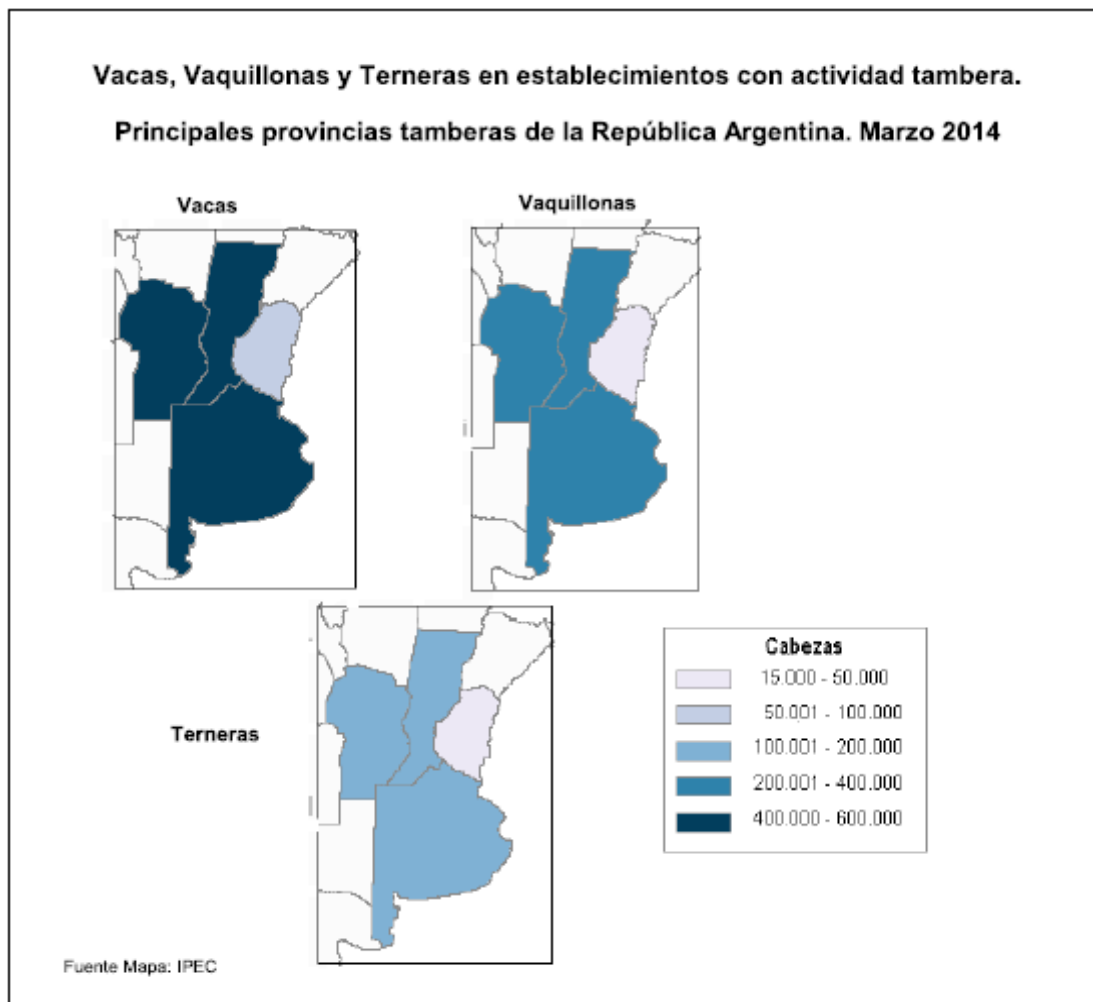 Vacas, Vaquillonas y Terneras en establecimientos con actividad tambera.
Principales provincias tamberas de la República Argentina. Marzo 2014
Vacas
Vaquillonas
Terneras
Cabezas
15.000 - 50.000
50.001 - 100.000
100.001 - 200.000
200.001 - 400.000
400.000 - 600.000
Fuente Mapa: IPEC